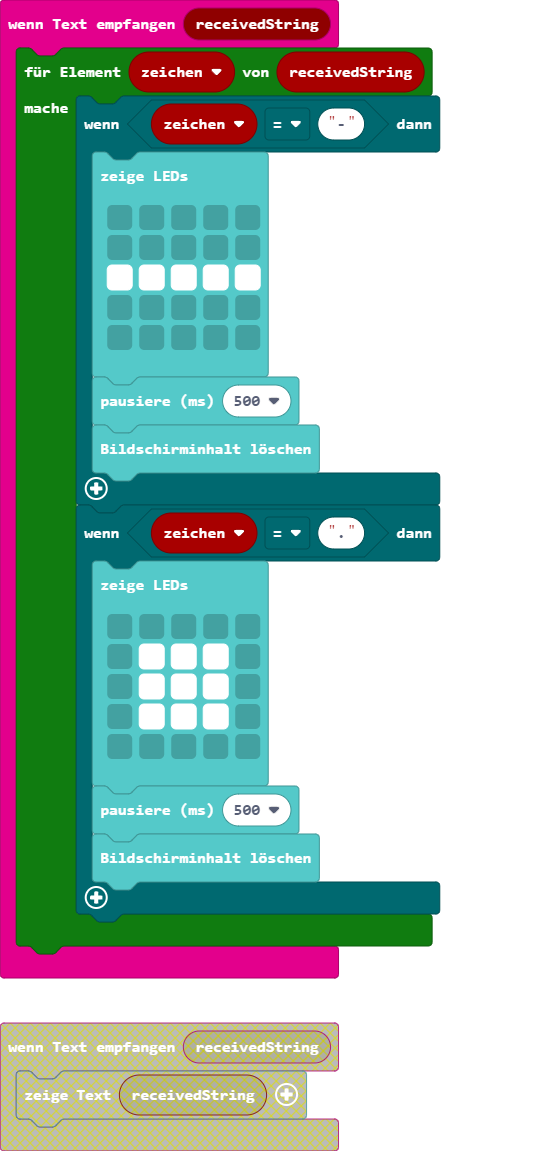 wenn Text empfangen receivedString
für Element zeichen von receivedString
mache
wenn zeichen = "-" dann
zeige LEDs
pausiere (ms) 500
Bildschirminhalt löschen
wenn zeichen = "." dann
zeige LEDs
pausiere (ms) 500
Bildschirminhalt löschen
wenn Text empfangen receivedString
zeige Text receivedString